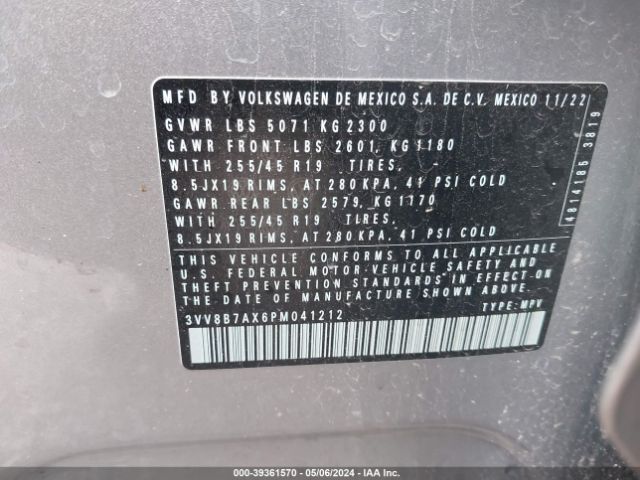 MFD BY VOLKSWAGEN DE MEXICO S.A. DE C.V. MEXICO 11/22
GVWR LBS 5071 KG 2300
GAWR FRONT LBS 2601, KG 1180
WITH 255/45 R19 TIRES,
8.5JX19 RIMS, AT 280 KPA, 41 PSI COLD
GAWR REAR LBS 2579, KG 1170
WITH 255/45 R19 TIRES.
8.5JX19 RIMS, AT 280 KPA, 41 PSI COLD
THIS VEHICLE CONFORMS TO ALL APPLICABLE
U.S. FEDERAL MOTOR-VEHICLE SAFETY AND
THEFT PREVENTION STANDARDS IN EFFECT ON
THE DATE OF MANUFACTURE SHOWN ABOVE.
3VV8B7AX6PM041212 TYPE: MPV
4814185 3819
000-39361570 - 05/06/2024 - IAA Inc.